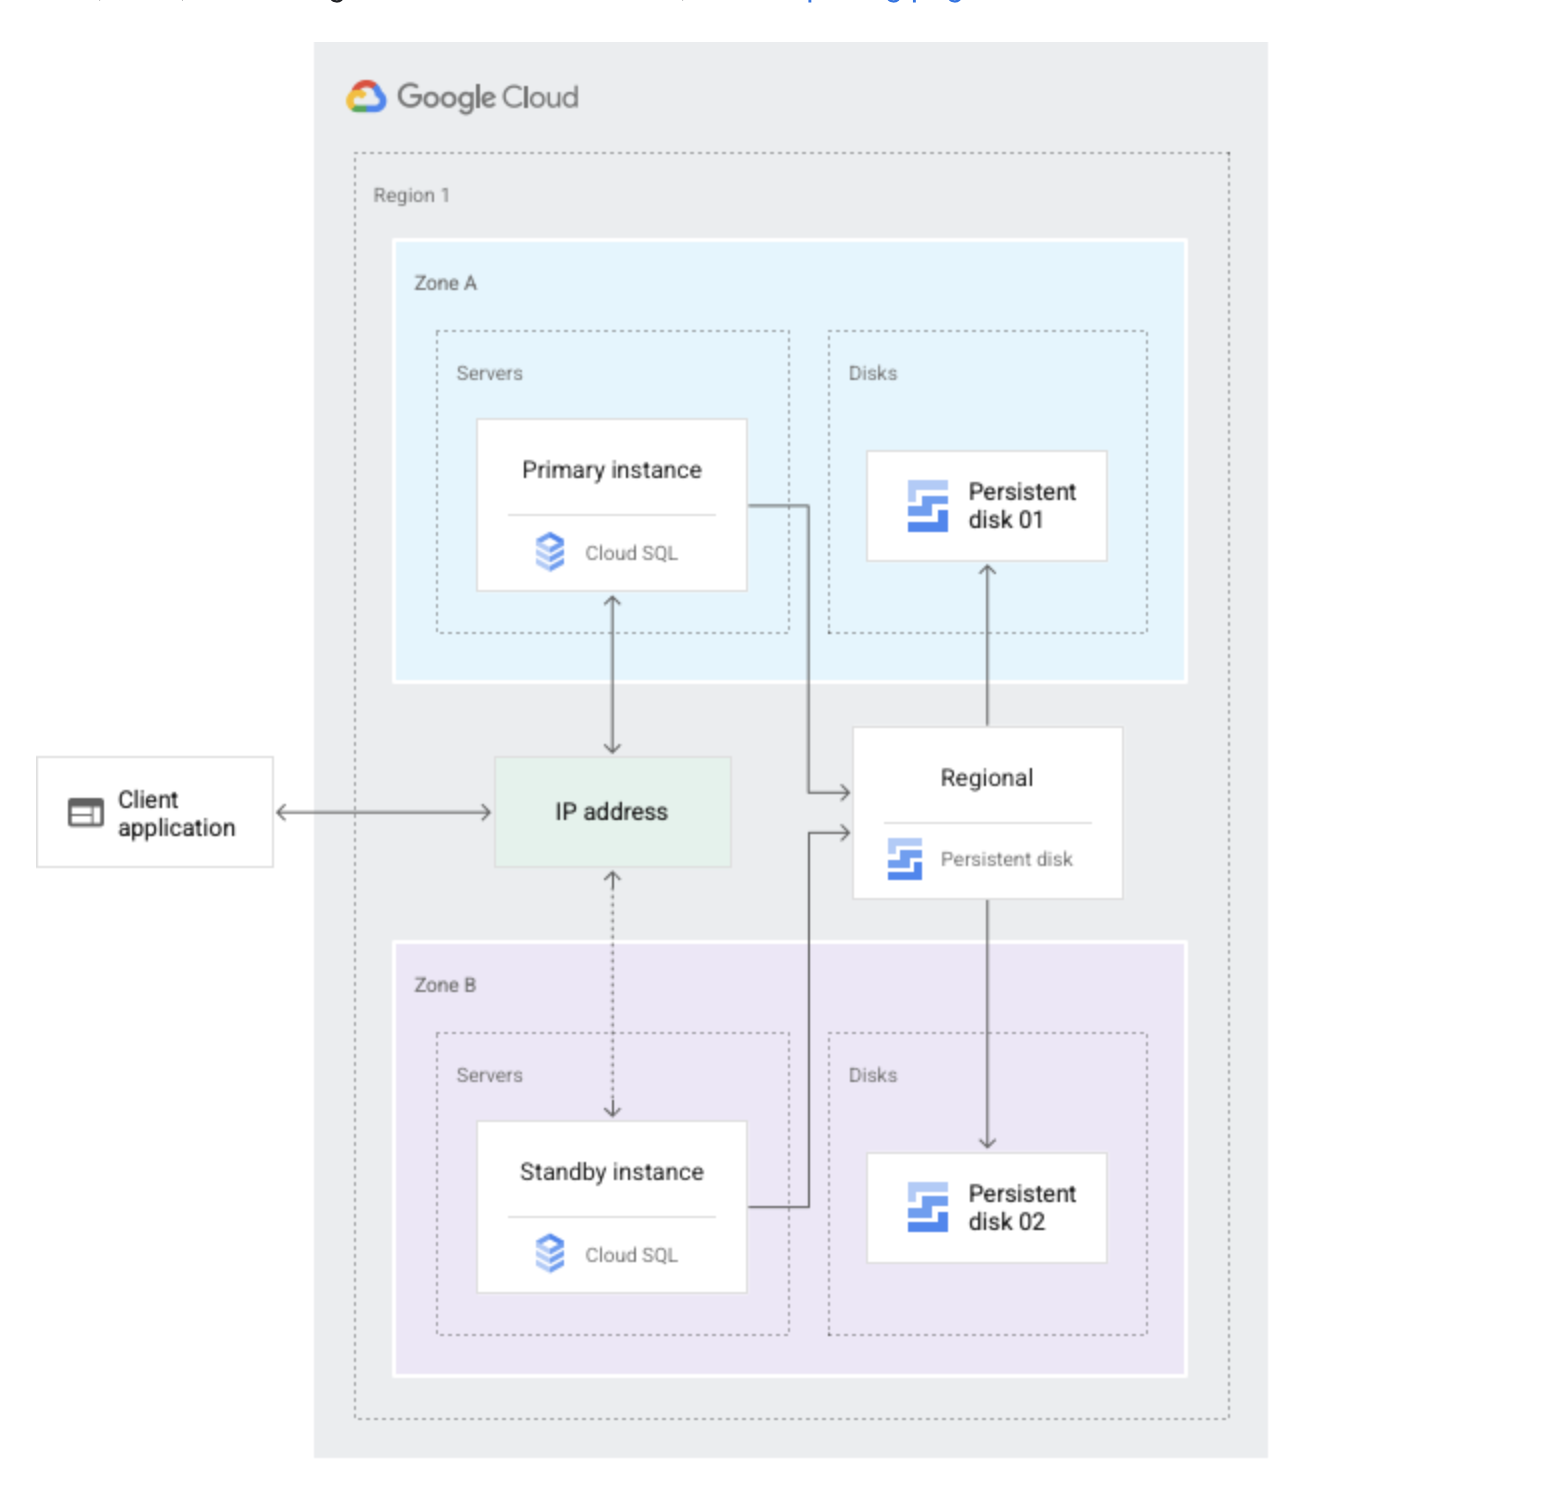 Google Cloud
Region 1
Zone A
Servers
Disks
Primary instance
Cloud SQL
Persistent
disk 01
Client
application
IP address
Regional
Persistent disk
Zone B
Servers
Disks
Standby instance
Cloud SQL
Persistent
disk 02